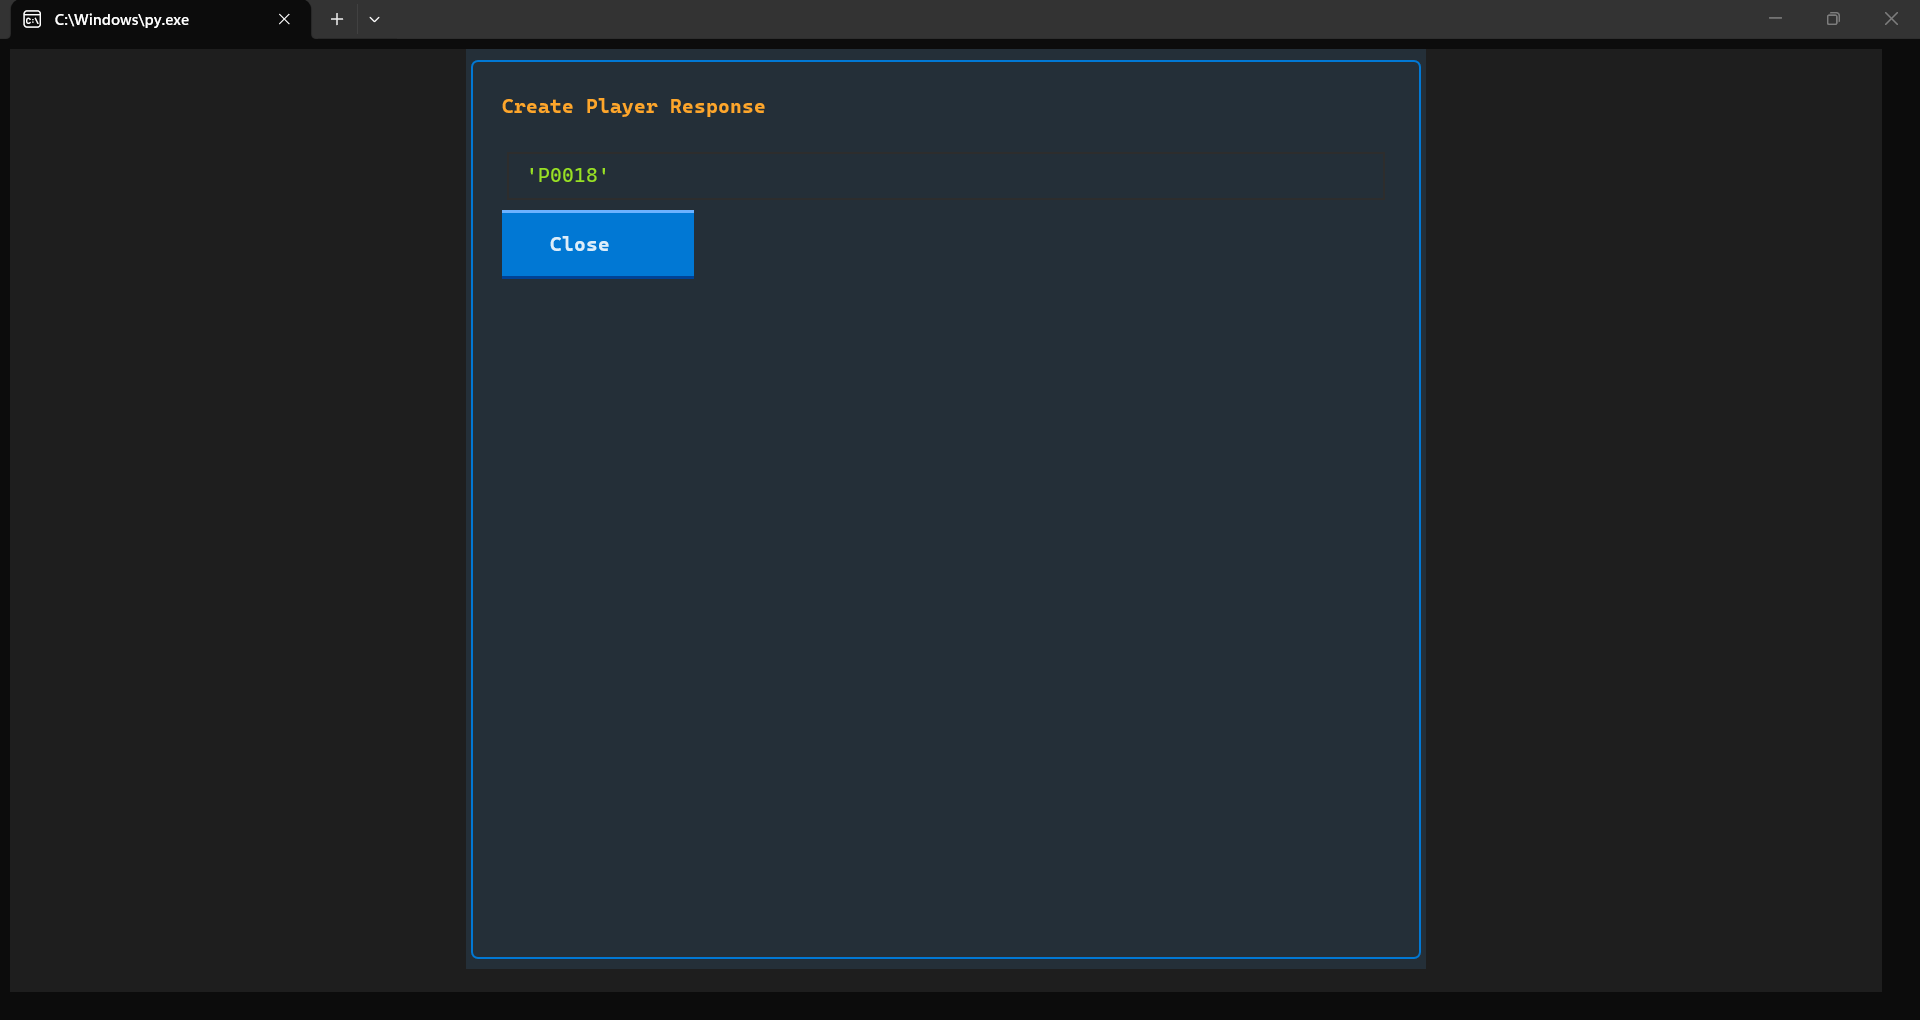 C:\Windows\py.exe
Create Player Response
'P0018'
Close